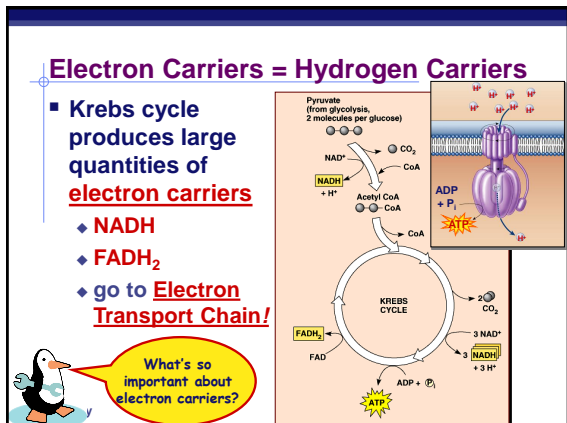 Electron Carriers = Hydrogen Carriers
Krebs cycle
produces large
quantities of
electron carriers
NADH
FADH₂
go to Electron
Transport Chain!
What's so
important about
electron carriers?
Pyruvate
(from glycolysis,
2 molecules per glucose)
CO₂
NAD⁺
CoA
NADH
+ H⁺
Acetyl CoA
CoA
CoA
KREBS
CYCLE
2
CO₂
FADH₂
3 NAD⁺
FAD
3 NADH
+ 3 H⁺
ADP + Pᵢ
ATP
H⁺ H⁺ H⁺
H⁺ H⁺ H⁺ H⁺
ADP
+ Pᵢ
ATP
H⁺
y